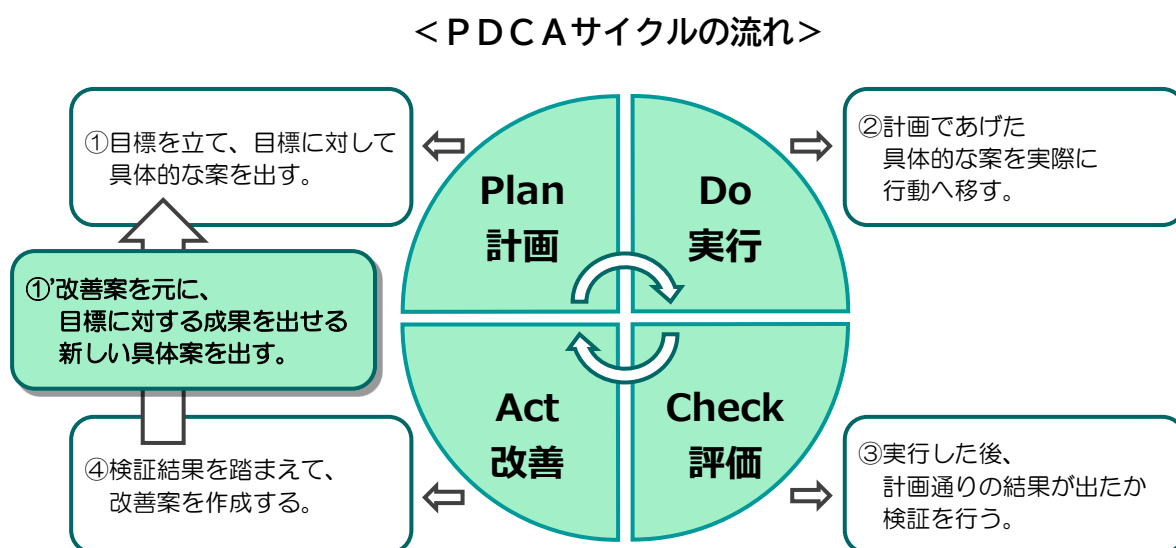 ＜ＰＤＣＡサイクルの流れ＞
①目標を立て、目標に対して
具体的な案を出す。
Plan
計画
Do
実行
②計画であげた
具体的な案を実際に
行動へ移す。
①’改善案を元に、
目標に対する成果を出せる
新しい具体案を出す。
④検証結果を踏まえて、
改善案を作成する。
Act
改善
Check
評価
③実行した後、
計画通りの結果が出たか
検証を行う。